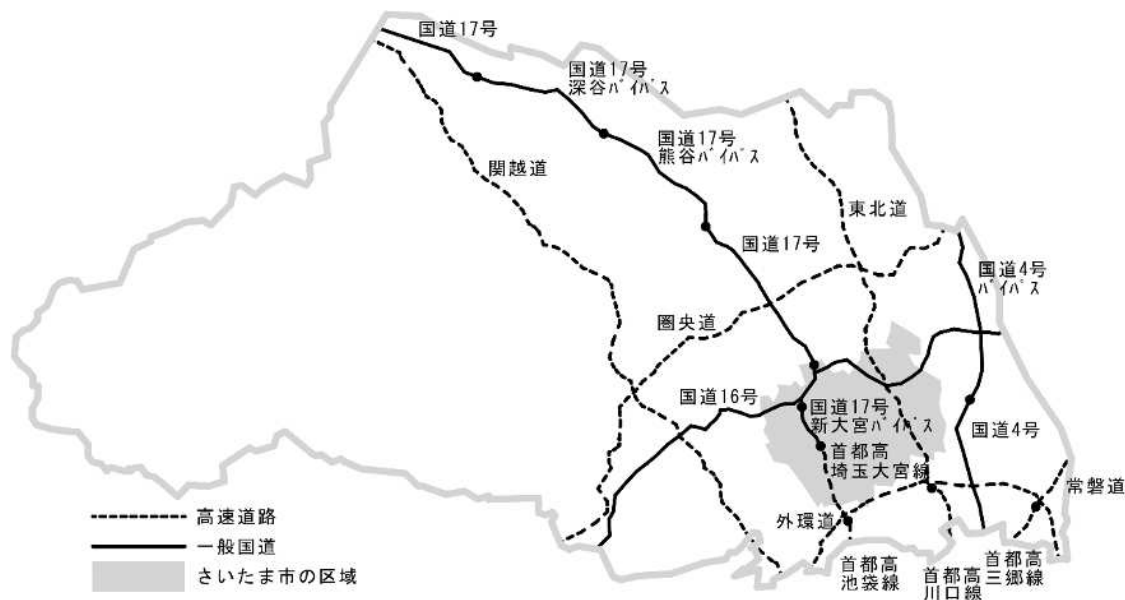 国道17号
国道17号
深谷バイパス
国道17号
熊谷バイパス
関越道
東北道
国道17号
国道4号
バイパス
圏央道
国道16号
国道17号
新大宮バイパス
国道4号
首都高
埼玉大宮線
常磐道
外環道
首都高
池袋線
首都高
川口線
首都高
三郷線
高速道路
一般国道
さいたま市の区域